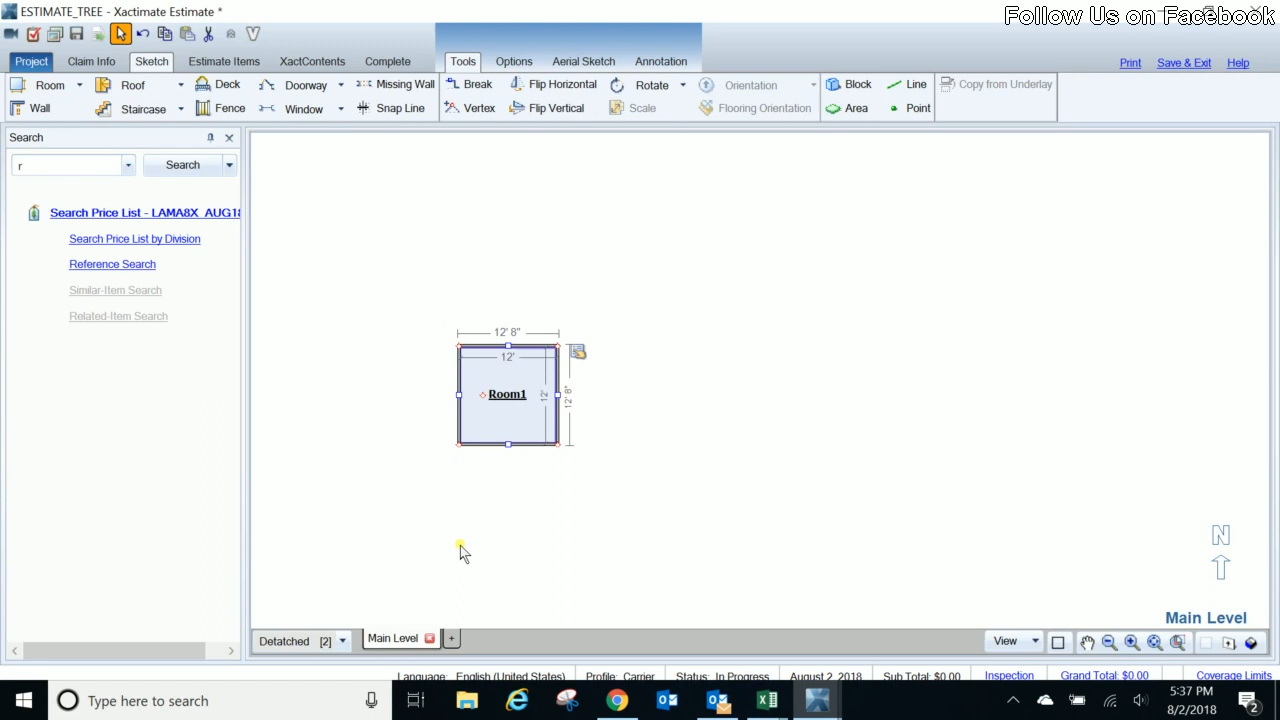 ESTIMATE_TREE - Xactimate Estimate *
Follow Us on Facebook
Project
Claim Info
Sketch
Estimate Items
XactContents
Complete
Tools
Options
Aerial Sketch
Annotation
Print
Save & Exit
Help
Room
Roof
Deck
Doorway
Missing Wall
Break
Flip Horizontal
Rotate
Orientation
Block
Line
Copy from Underlay
Wall
Staircase
Fence
Window
Snap Line
Vertex
Flip Vertical
Scale
Flooring Orientation
Area
Point
Search
r
Search
Search Price List - LAMA8X_AUG18
Search Price List by Division
Reference Search
Similar-Item Search
Related-Item Search
12' 8"
12'
Room1
12'
12' 8"
N
Main Level
Detatched [2]
Main Level
+
View
Language: English (United States)
Profile: Carrier
Status: In Progress
August 2, 2018
Sub Total: $0.00
Inspection
Grand Total: $0.00
Coverage Limits
Type here to search
5:37 PM
8/2/2018
2